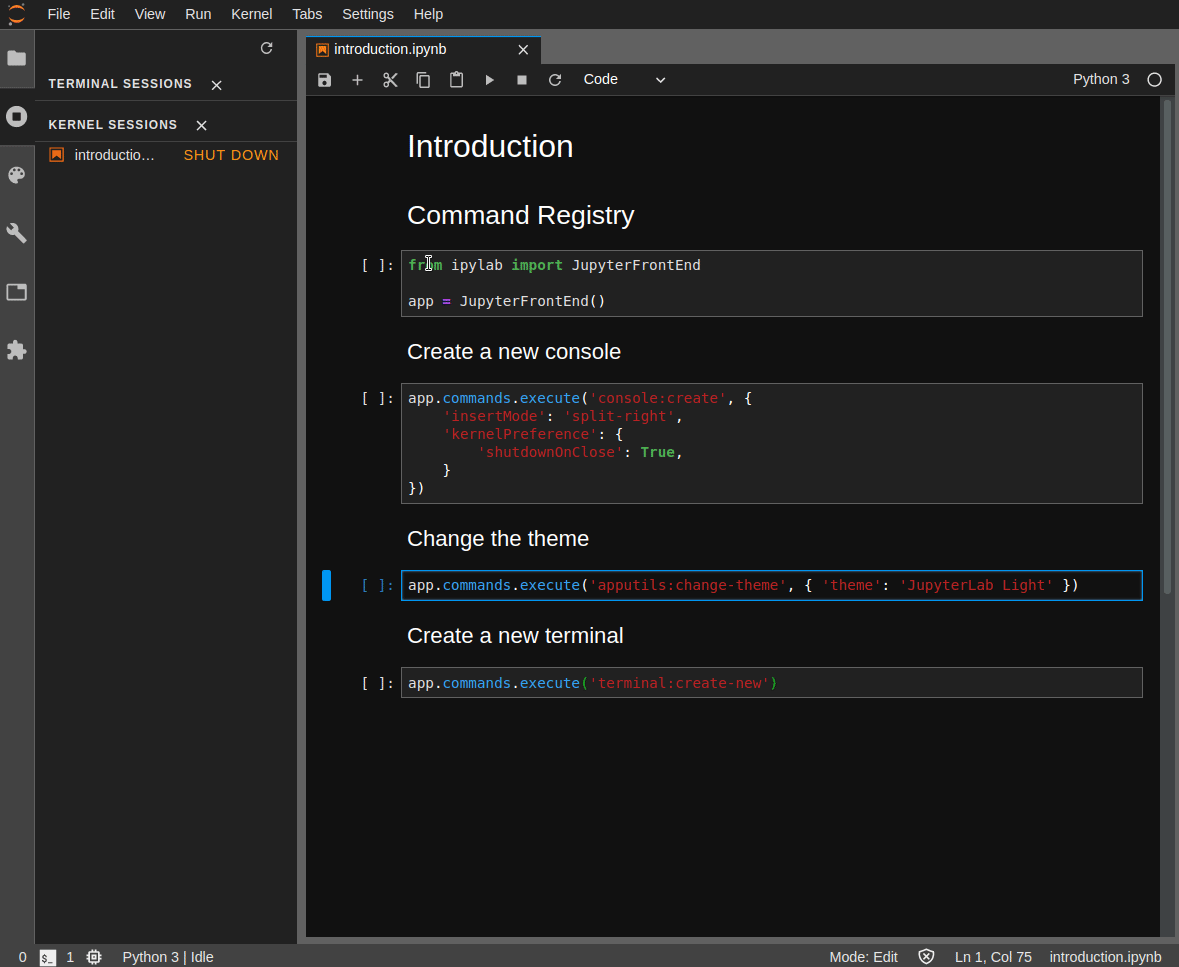 File Edit View Run Kernel Tabs Settings Help
TERMINAL SESSIONS
KERNEL SESSIONS
introductio… SHUT DOWN
introduction.ipynb
Code Python 3
Introduction
Command Registry
[ ]: from ipylab import JupyterFrontEnd
app = JupyterFrontEnd()
Create a new console
[ ]: app.commands.execute('console:create', {
    'insertMode': 'split-right',
    'kernelPreference': {
        'shutdownOnClose': True,
    }
})
Change the theme
[ ]: app.commands.execute('apputils:change-theme', { 'theme': 'JupyterLab Light' })
Create a new terminal
[ ]: app.commands.execute('terminal:create-new')
0 $_ 1 Python 3 | Idle Mode: Edit Ln 1, Col 75 introduction.ipynb